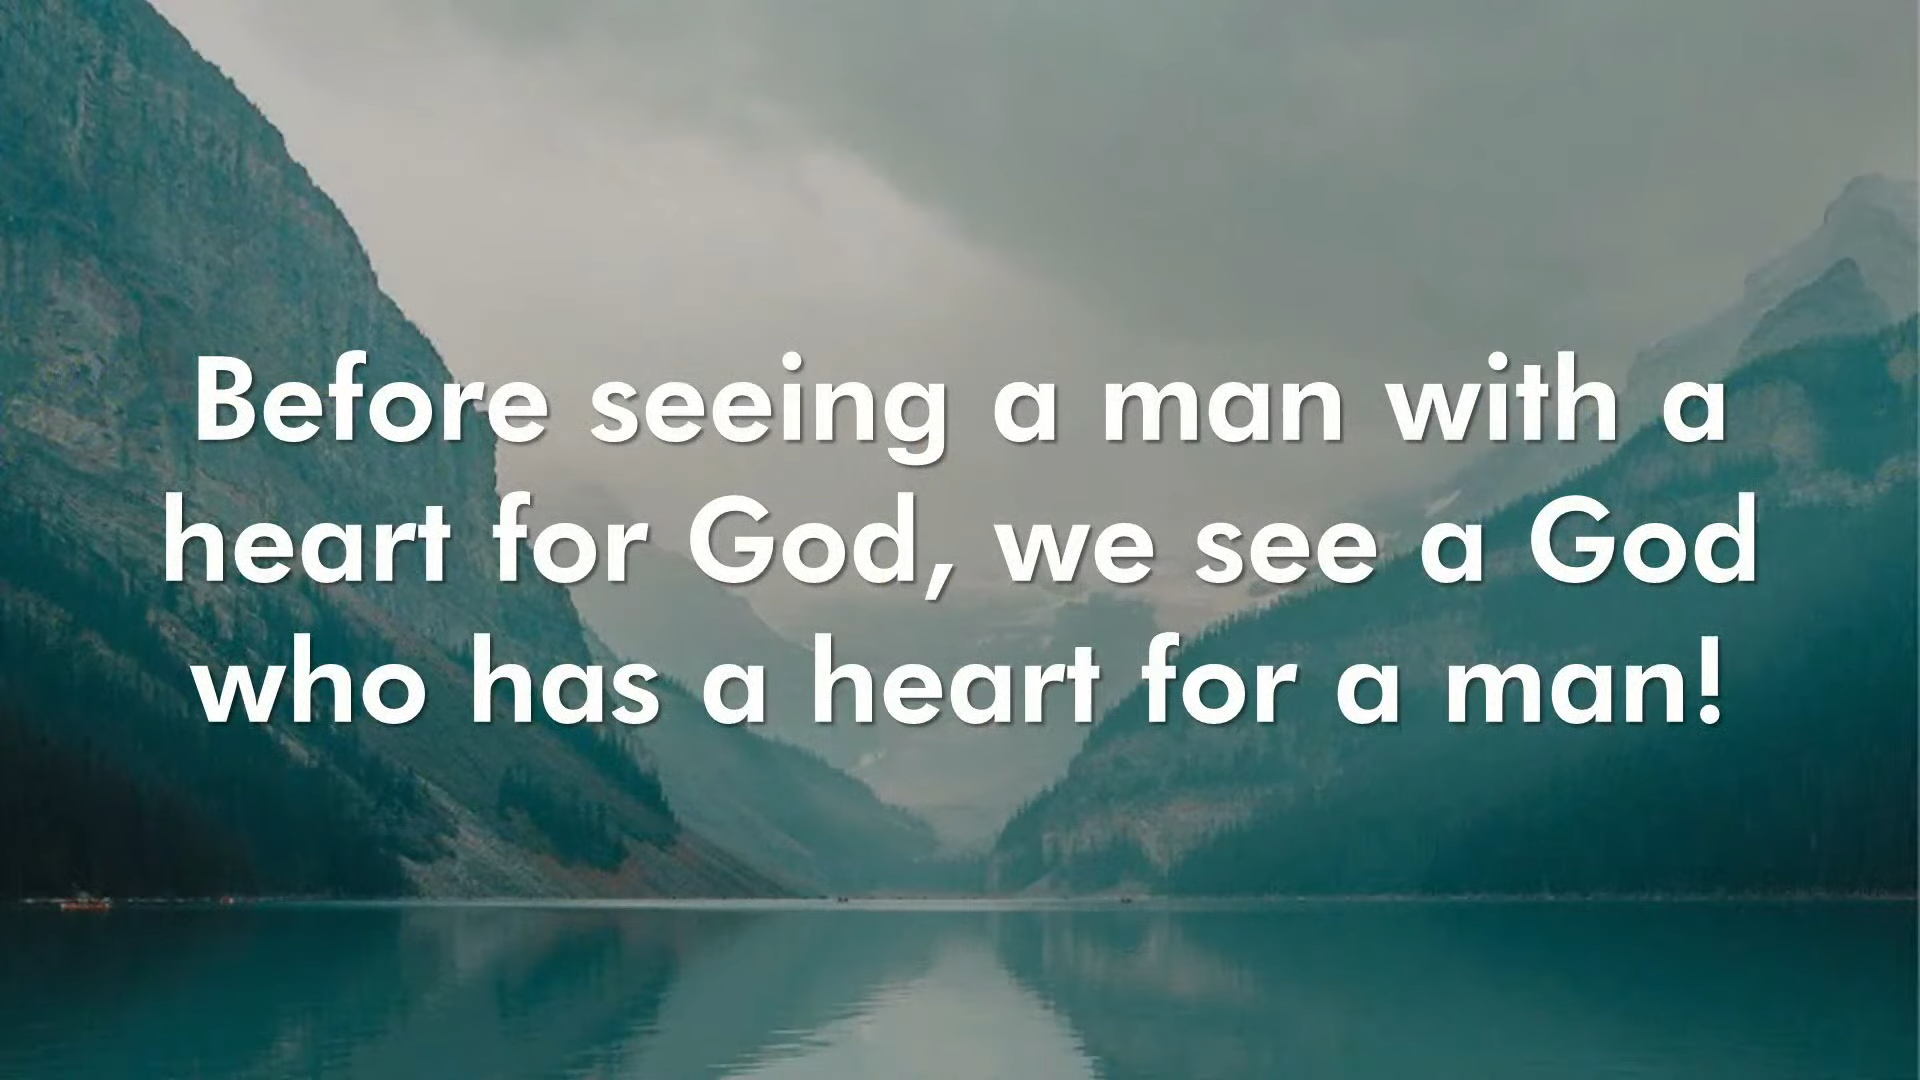 Before seeing a man with a
heart for God, we see a God
who has a heart for a man!